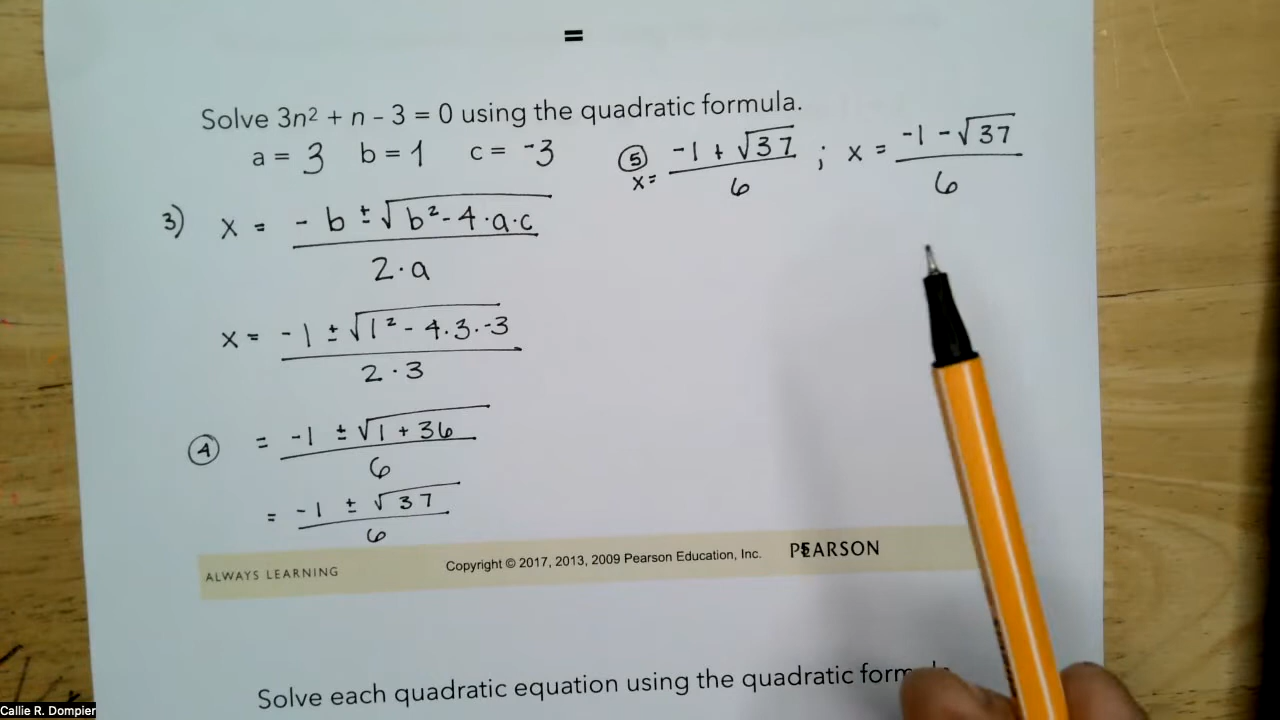 =
Solve 3n² + n - 3 = 0 using the quadratic formula.
a = 3 b = 1 c = -3
3) x = - b ± √b² - 4·a·c
2·a
x = -1 ± √1² - 4·3·-3
2·3
④ = -1 ± √1 + 36
6
= -1 ± √37
6
⑤ x = -1 + √37 ; x = -1 - √37
6 6
ALWAYS LEARNING Copyright © 2017, 2013, 2009 Pearson Education, Inc. PEARSON
Solve each quadratic equation using the quadratic
Callie R. Dompier